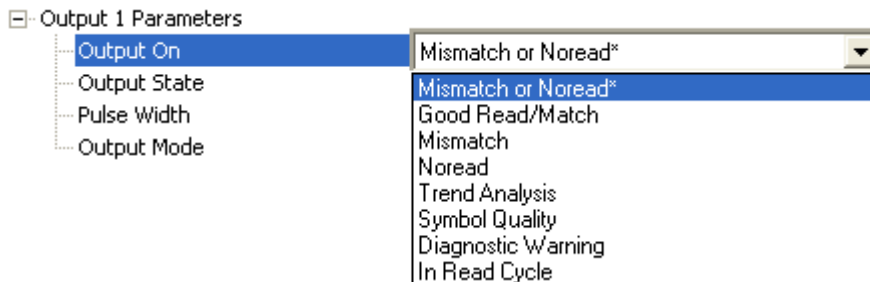 Output 1 Parameters
Output On
Mismatch or Noread*
Output State
Pulse Width
Output Mode
Mismatch or Noread*
Good Read/Match
Mismatch
Noread
Trend Analysis
Symbol Quality
Diagnostic Warning
In Read Cycle